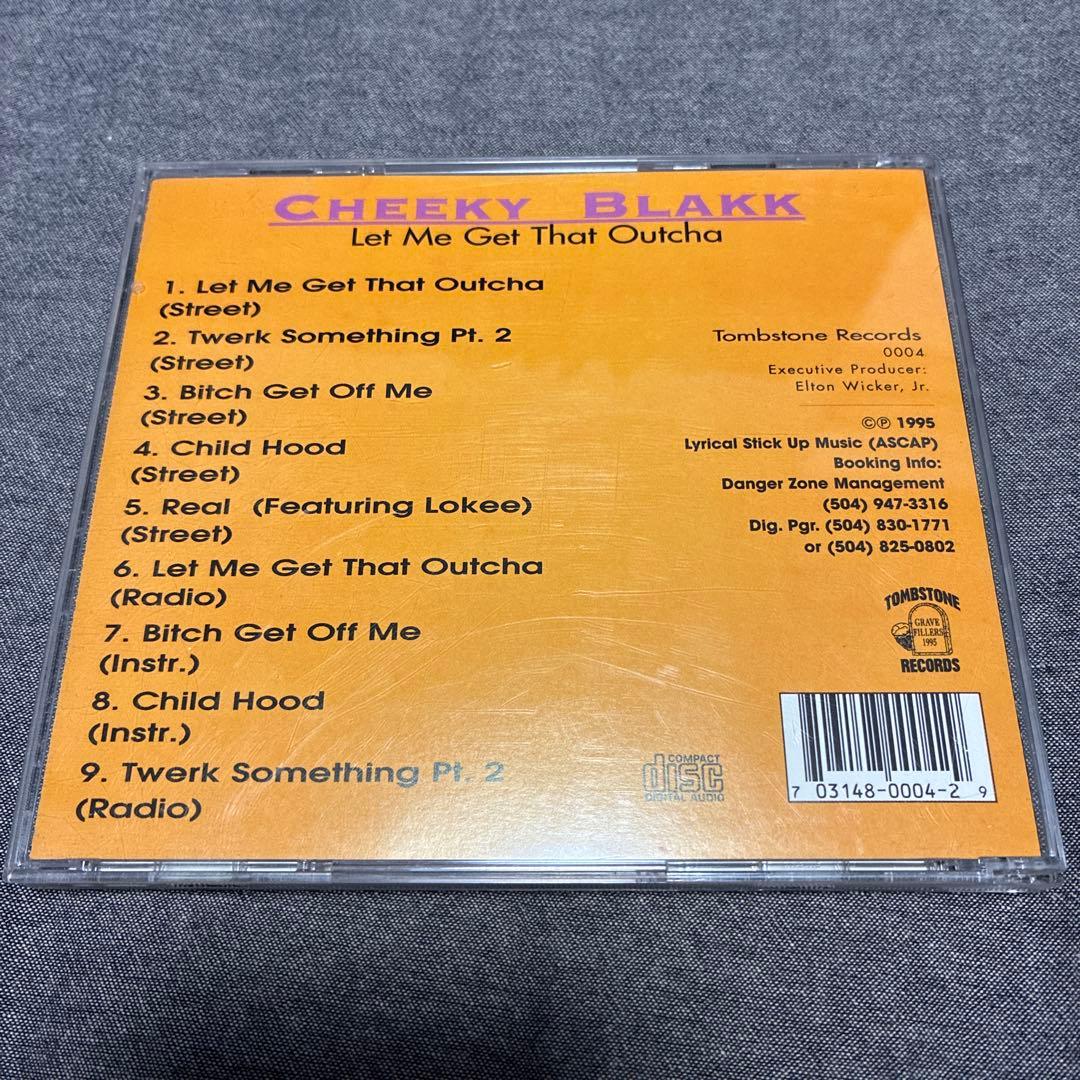 CHEEKY BLAKK
Let Me Get That Outcha
1. Let Me Get That Outcha
(Street)
2. Twerk Something Pt. 2
(Street)
3. Bitch Get Off Me
(Street)
4. Child Hood
(Street)
5. Real (Featuring Lokee)
(Street)
6. Let Me Get That Outcha
(Radio)
7. Bitch Get Off Me
(Instr.)
8. Child Hood
(Instr.)
9. Twerk Something Pt. 2
(Radio)
Tombstone Records
0004
Executive Producer:
Elton Wicker, Jr.
©℗ 1995
Lyrical Stick Up Music (ASCAP)
Booking Info:
Danger Zone Management
(504) 947-3316
Dig. Pgr. (504) 830-1771
or (504) 825-0802
TOMBSTONE
GRAVE
FILLERS
1995
RECORDS
COMPACT
disc
DIGITAL AUDIO
7 03148-0004-2 9